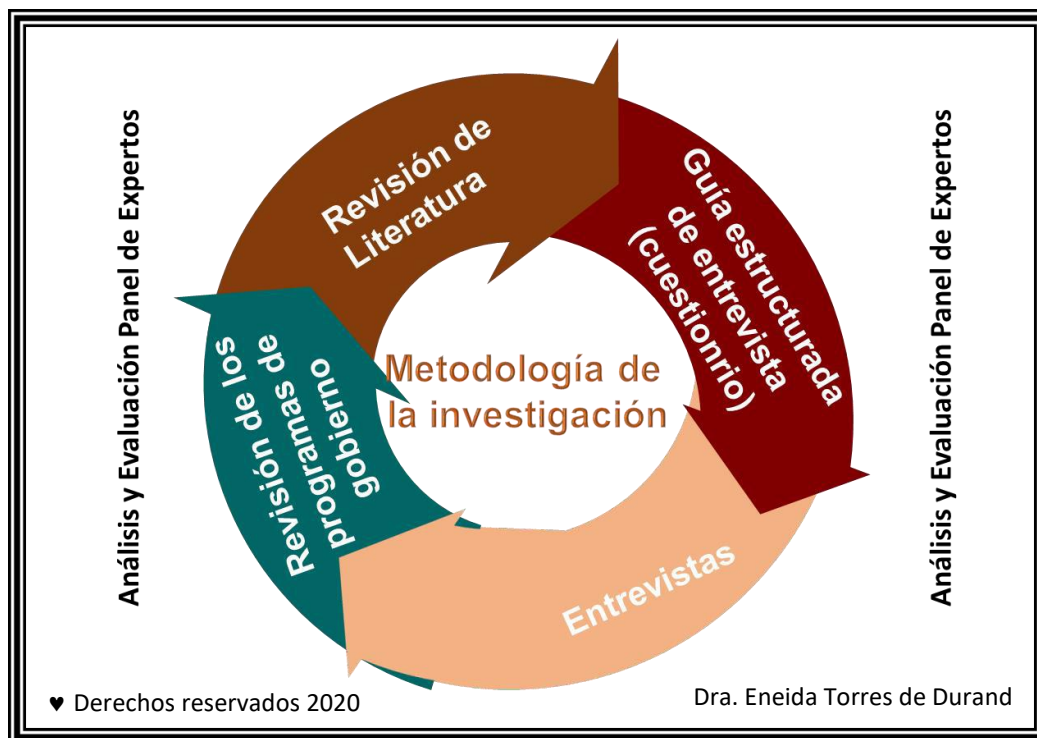 Análisis y Evaluación Panel de Expertos
Revisión de
Literatura
Guía estructurada
de entrevista
(cuestionrio)
Entrevistas
Revisión de los
programas de
gobierno
Metodología de
la investigación
Análisis y Evaluación Panel de Expertos
♥ Derechos reservados 2020
Dra. Eneida Torres de Durand